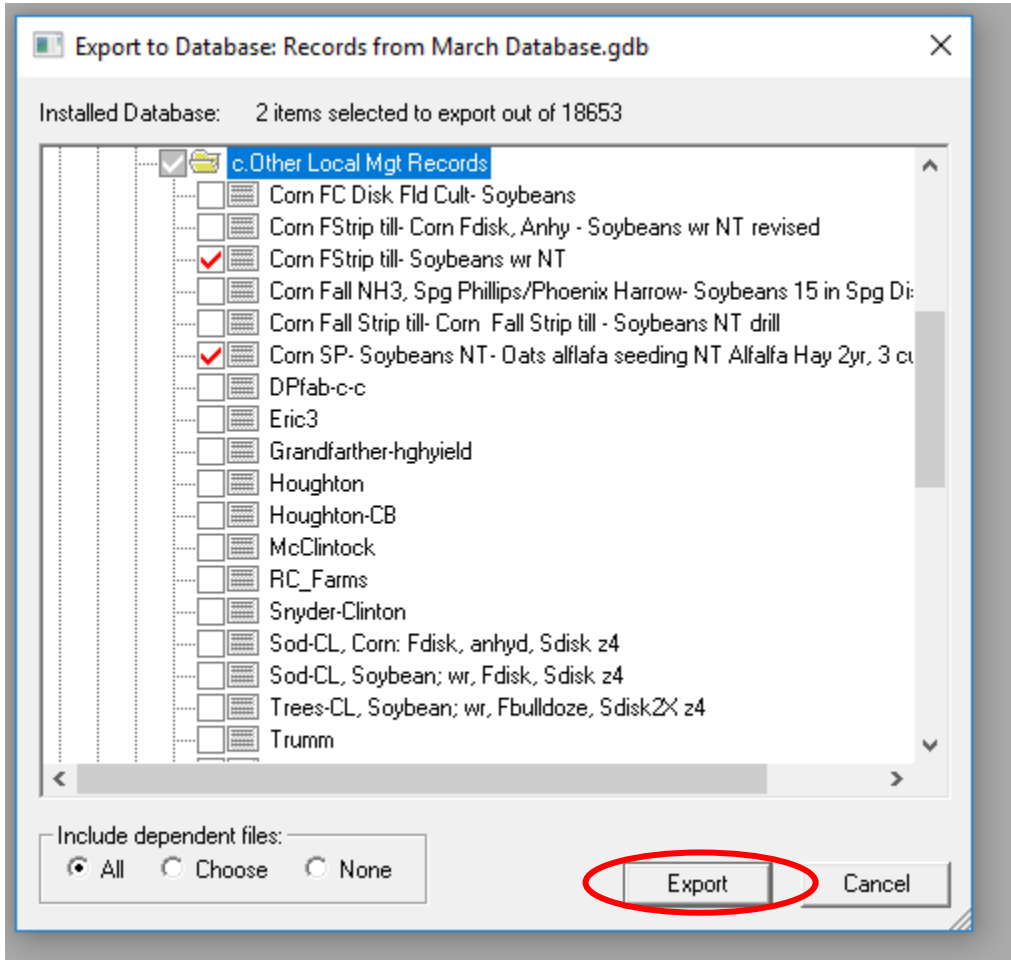 Export to Database: Records from March Database.gdb
Installed Database: 2 items selected to export out of 18653
c.Other Local Mgt Records
Corn FC Disk Fld Cult- Soybeans
Corn FStrip till- Corn Fdisk, Anhy - Soybeans wr NT revised
Corn FStrip till- Soybeans wr NT
Corn Fall NH3, Spg Phillips/Phoenix Harrow- Soybeans 15 in Spg
Corn Fall Strip till- Corn Fall Strip till - Soybeans NT drill
Corn SP- Soybeans NT- Oats alflafa seeding NT Alfalfa Hay 2yr, 3
DPfab-c-c
Eric3
Grandfarther-hghyield
Houghton
Houghton-CB
McClintock
RC_Farms
Snyder-Clinton
Sod-CL, Corn: Fdisk, anhyd, Sdisk z4
Sod-CL, Soybean; wr, Fdisk, Sdisk z4
Trees-CL, Soybean; wr, Fbulldoze, Sdisk2X z4
Trumm
Include dependent files:
All Choose None
Export Cancel